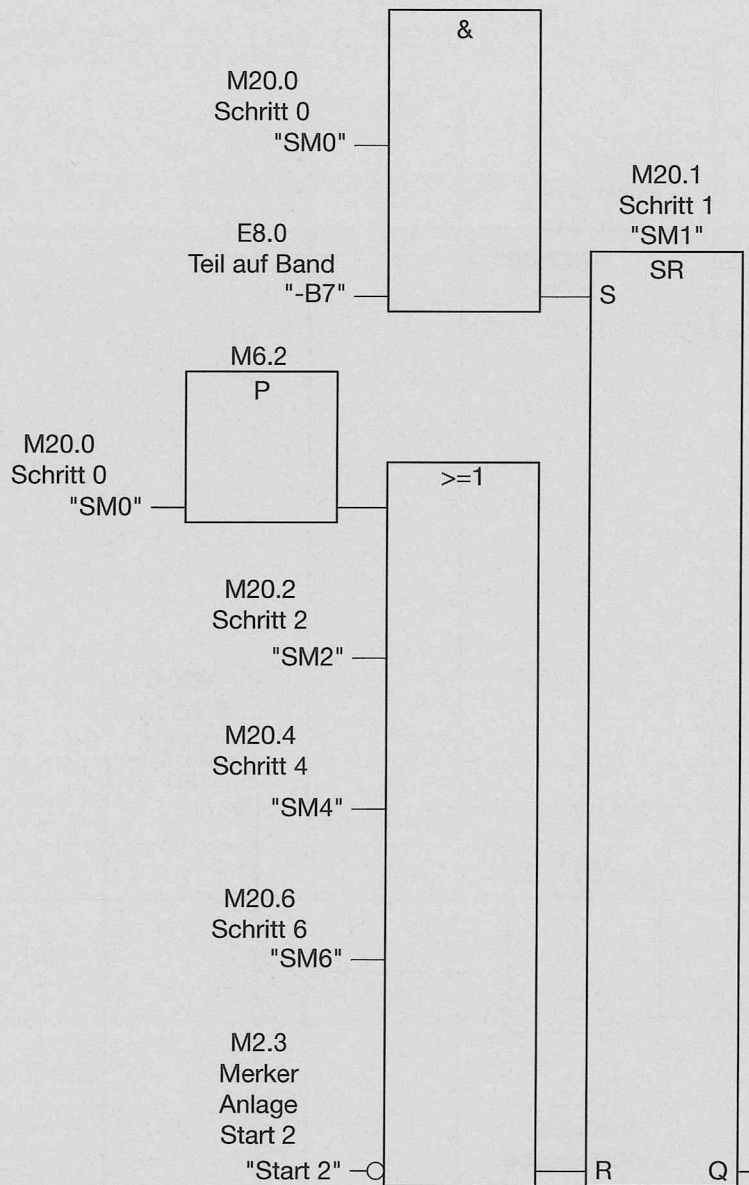 &
M20.0
Schritt 0
"SM0"
M20.1
Schritt 1
"SM1"
SR
E8.0
Teil auf Band
"-B7"
S
M6.2
P
M20.0
Schritt 0
"SM0"
>=1
M20.2
Schritt 2
"SM2"
M20.4
Schritt 4
"SM4"
M20.6
Schritt 6
"SM6"
M2.3
Merker
Anlage
Start 2
"Start 2"
R
Q